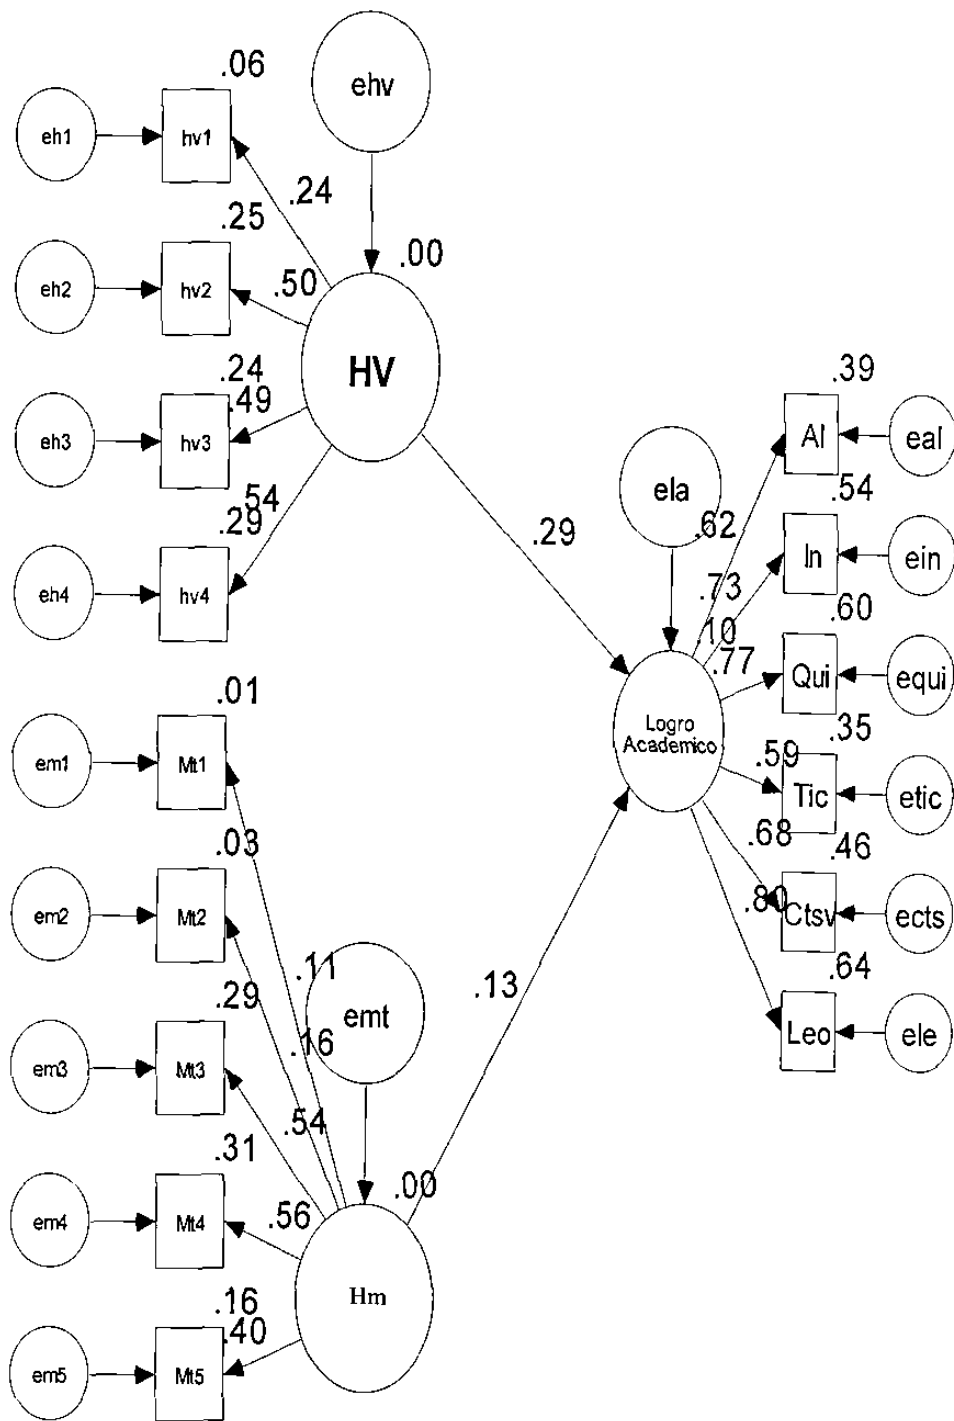 .06
ehv
eh1
hv1
.24
.25
.00
eh2
hv2
.50
HV
.24
.49
eh3
hv3
.54
.29
eh4
hv4
.29
.39
Al
eal
ela
.62
.54
In
ein
.73
.60
.10
.77
Qui
equi
Logro
Academico
.35
.59
Tic
etic
.68
.46
.80
Ctsv
ects
.64
Leo
ele
.01
em1
Mt1
.03
em2
Mt2
.11
.29
.16
emt
.13
em3
Mt3
.54
.31
.00
em4
Mt4
.56
Hm
.16
.40
em5
Mt5